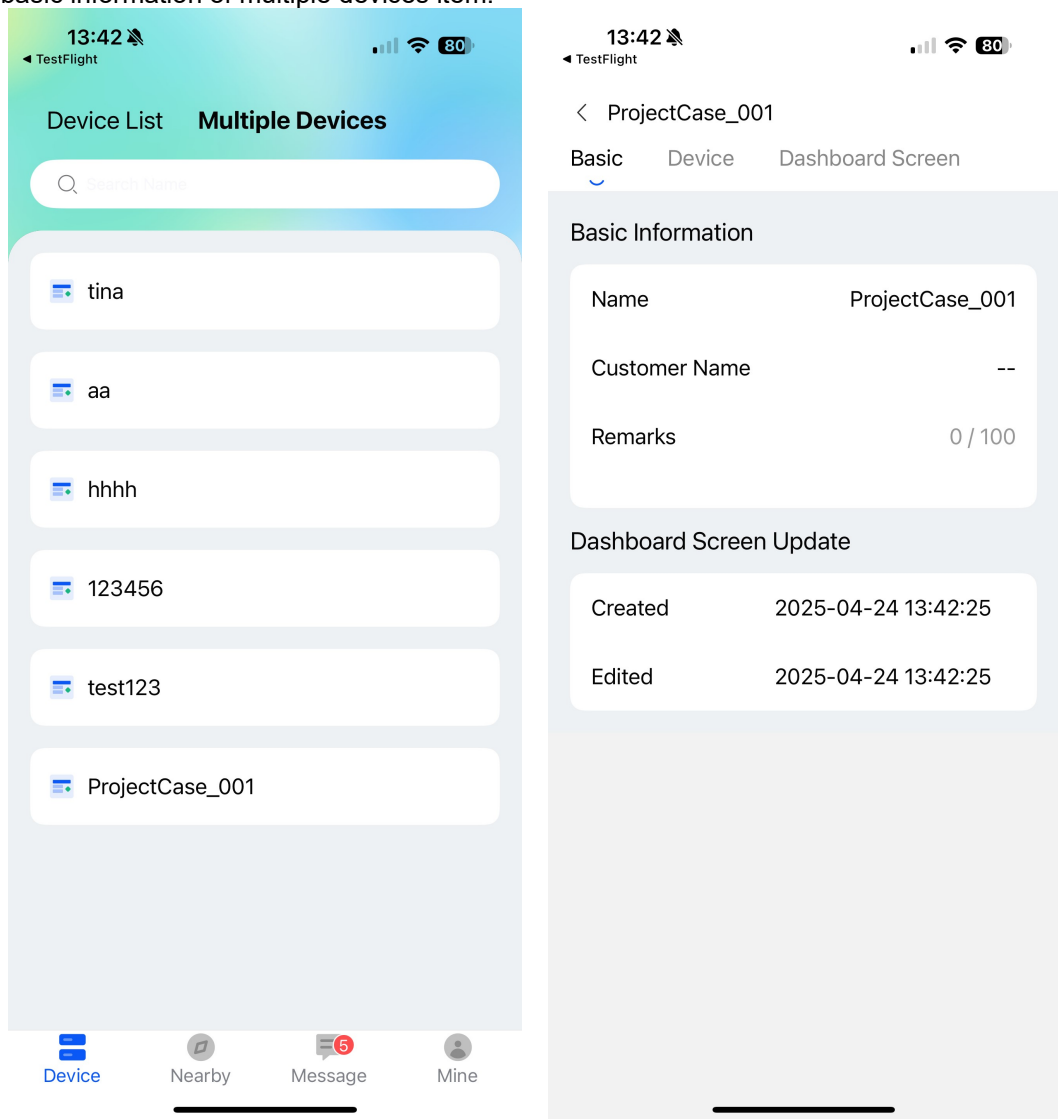 basic information of multiple devices item.
13:42
80
TestFlight
Device List
Multiple Devices
Search Name
tina
aa
hhhh
123456
test123
ProjectCase_001
Device
Nearby
5
Message
Mine
13:42
80
TestFlight
ProjectCase_001
Basic
Device
Dashboard Screen
Basic Information
Name
ProjectCase_001
Customer Name
--
Remarks
0 / 100
Dashboard Screen Update
Created
2025-04-24 13:42:25
Edited
2025-04-24 13:42:25